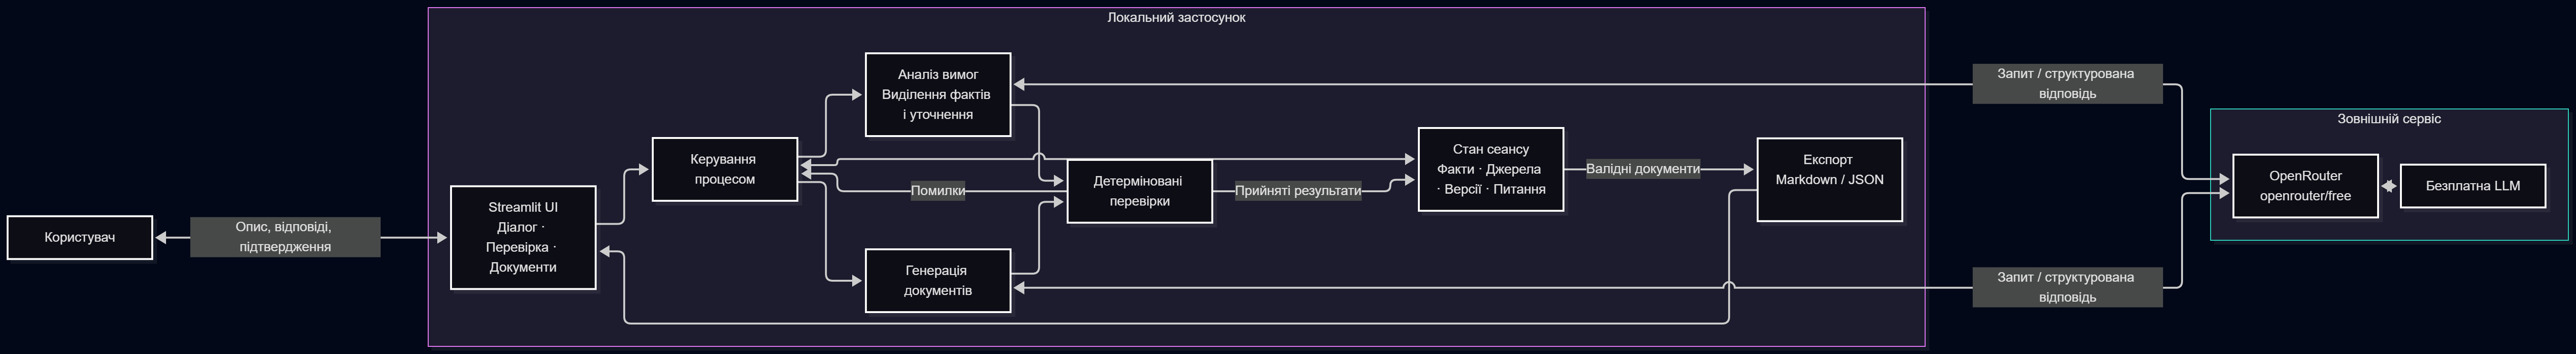 Локальний застосунок
Користувач
Опис, відповіді,
підтвердження
Streamlit UI
Діалог ·
Перевірка ·
Документи
Керування
процесом
Аналіз вимог
Виділення фактів
і уточнення
Помилки
Генерація
документів
Детерміновані
перевірки
Прийняті результати
Стан сеансу
Факти · Джерела
· Версії · Питання
Валідні документи
Експорт
Markdown / JSON
Запит / структурована
відповідь
Запит / структурована
відповідь
Зовнішній сервіс
OpenRouter
openrouter/free
Безплатна LLM